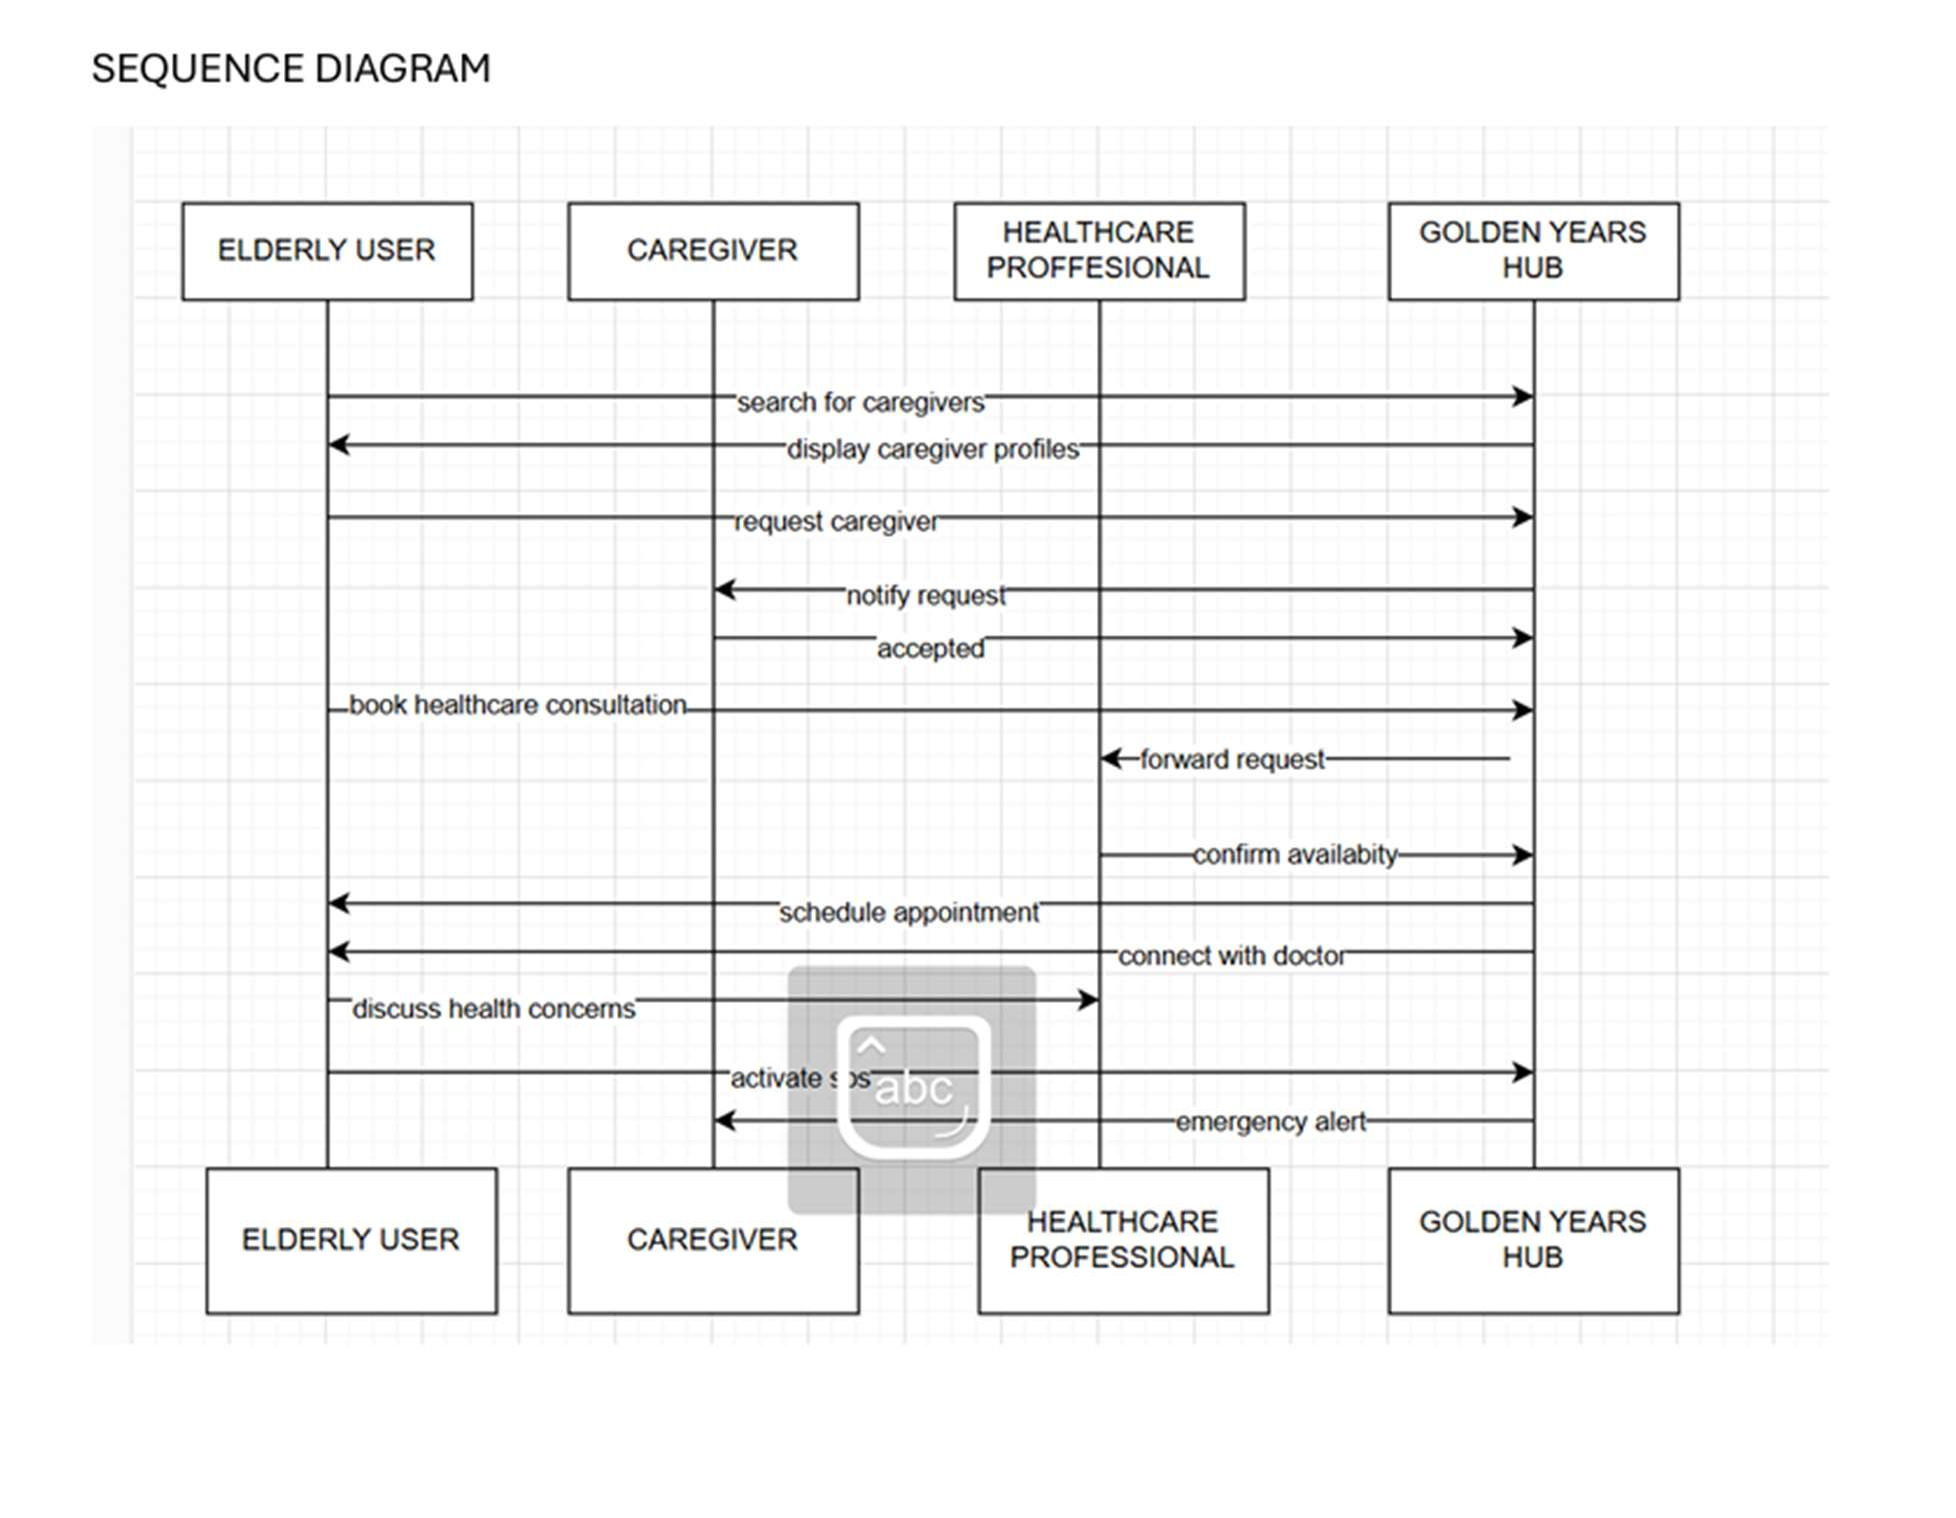 SEQUENCE DIAGRAM
ELDERLY USER
CAREGIVER
HEALTHCARE
PROFFESIONAL
GOLDEN YEARS
HUB
search for caregivers
display caregiver profiles
request caregiver
notify request
accepted
book healthcare consultation
forward request
confirm availabity
schedule appointment
connect with doctor
discuss health concerns
activate sos
abc
emergency alert
ELDERLY USER
CAREGIVER
HEALTHCARE
PROFESSIONAL
GOLDEN YEARS
HUB